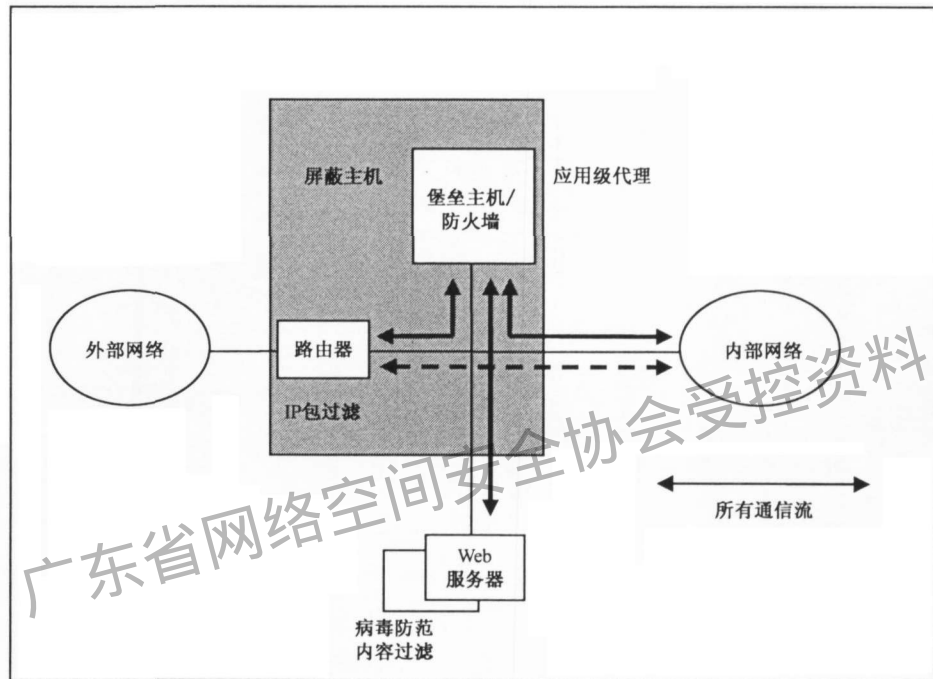 屏蔽主机
堡垒主机/
防火墙
应用级代理
外部网络
路由器
内部网络
IP包过滤
所有通信流
Web
服务器
病毒防范
内容过滤
广东省网络空间安全协会受控资料